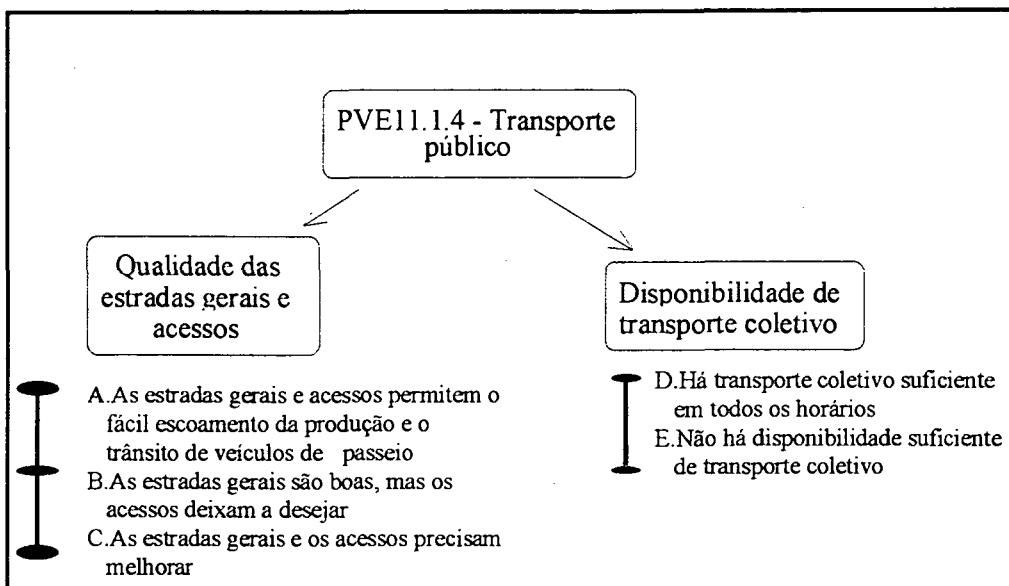 PVE11.1.4 - Transporte
público
Qualidade das
estradas gerais e
acessos
Disponibilidade de
transporte coletivo
A.As estradas gerais e acessos permitem o
fácil escoamento da produção e o
trânsito de veículos de passeio
B.As estradas gerais são boas, mas os
acessos deixam a desejar
C.As estradas gerais e os acessos precisam
melhorar
D.Há transporte coletivo suficiente
em todos os horários
E.Não há disponibilidade suficiente
de transporte coletivo